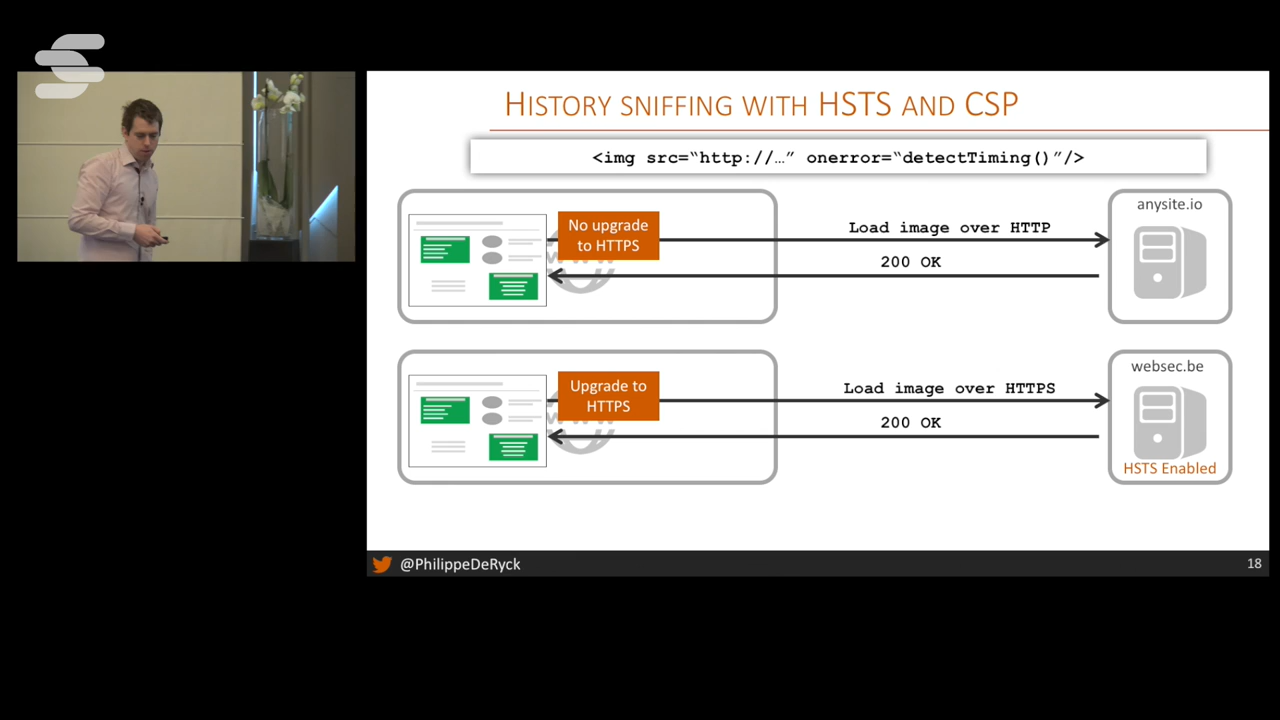 HISTORY SNIFFING WITH HSTS AND CSP
<img src=“http://…” onerror=“detectTiming()”/>
No upgrade
to HTTPS
Load image over HTTP
200 OK
anysite.io
Upgrade to
HTTPS
Load image over HTTPS
200 OK
websec.be
HSTS Enabled
@PhilippeDeRyck
18